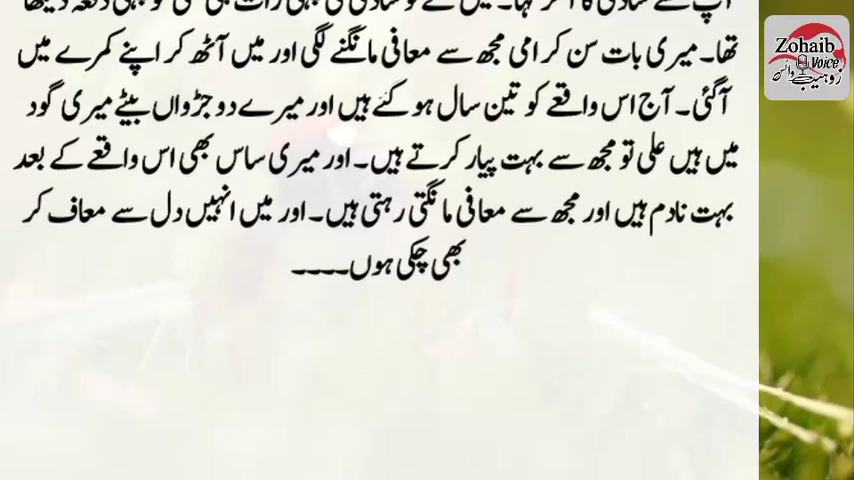 تھا۔ میری بات سن کر امی مجھ سے معافی مانگنے لگی اور میں اٹھ کر اپنے کمرے میں
آگئی۔ آج اس واقعے کو تین سال ہو گئے ہیں اور میرے دو جڑواں بیٹے میری گود
میں ہیں علی تو مجھ سے بہت پیار کرتے ہیں۔ اور میری ساس بھی اس واقعے کے بعد
بہت نادم ہیں اور مجھ سے معافی مانگتی رہتی ہیں۔ اور میں انہیں دل سے معاف کر
بھی چکی ہوں۔۔۔۔
Zohaib
Voice
زوہیب وائس